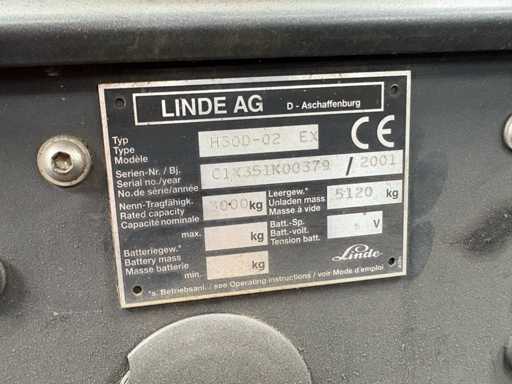 LINDE AG D - Aschaffenburg
Typ
Type
Modèle
H50D-02 EX
CE
Serien-Nr. / Bj.
Serial no./year
No.de série/année
C1X351K00379 / 2001
Nenn-Tragfähigk.
Rated capacity
Capacité nominale
3000 kg
Leergew.*
Unladen mass
Masse à vide
5120 kg
max. kg
Batteriegew.*
Battery mass
Masse batterie
min. kg
Batt.-Sp.
Batt.-volt.
Tension batt.
V
Linde
*s. Betriebsanl. / see Operating instructions / voir Mode d'emploi